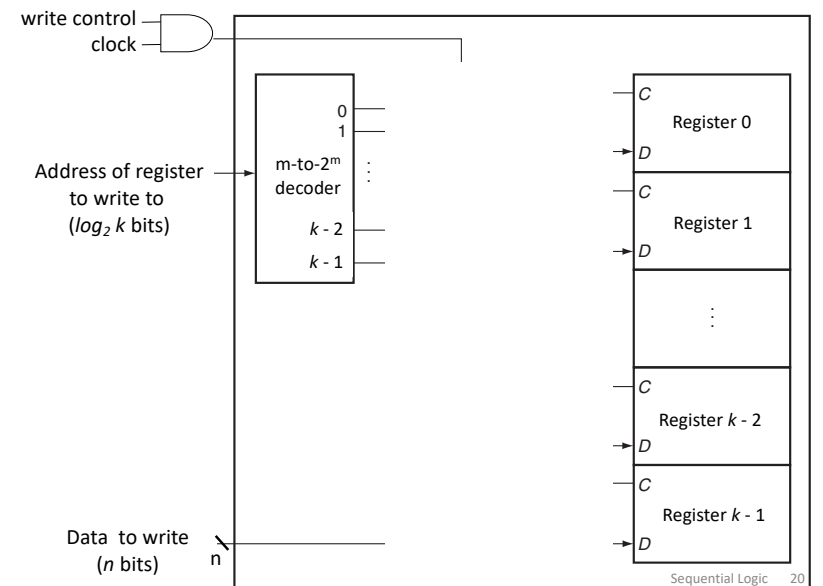 write control
clock
0
1
m-to-2ᵐ
decoder
⋮
k - 2
k - 1
Address of register
to write to
(log₂ k bits)
Data to write
(n bits)
n
C
Register 0
D
C
Register 1
D
⋮
C
Register k - 2
D
C
Register k - 1
D
Sequential Logic 20